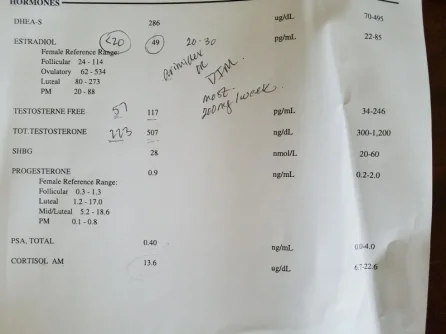 HORMONES
DHEA-S 286 ug/dL 70-495
ESTRADIOL <20 49 20-30 pg/mL 22-85
Female Reference Range:
Follicular 24 - 114
Ovulatory 62 - 534
Luteal 80 - 273
PM 20 - 88
or
DIM
most
200mg/week
TESTOSTERNE FREE 57 117 pg/mL 34-246
TOT.TESTOSTERONE 223 507 ng/dL 300-1,200
SHBG 28 nmol/L 20-60
PROGESTERONE 0.9 ng/mL 0.2-2.0
Female Reference Range:
Follicular 0.3 - 1.3
Luteal 1.2 - 17.0
Mid/Luteal 5.2 - 18.6
PM 0.1 - 0.8
PSA, TOTAL 0.40 ng/mL 0.0-4.0
CORTISOL AM 13.6 ug/dL 6.7-22.6